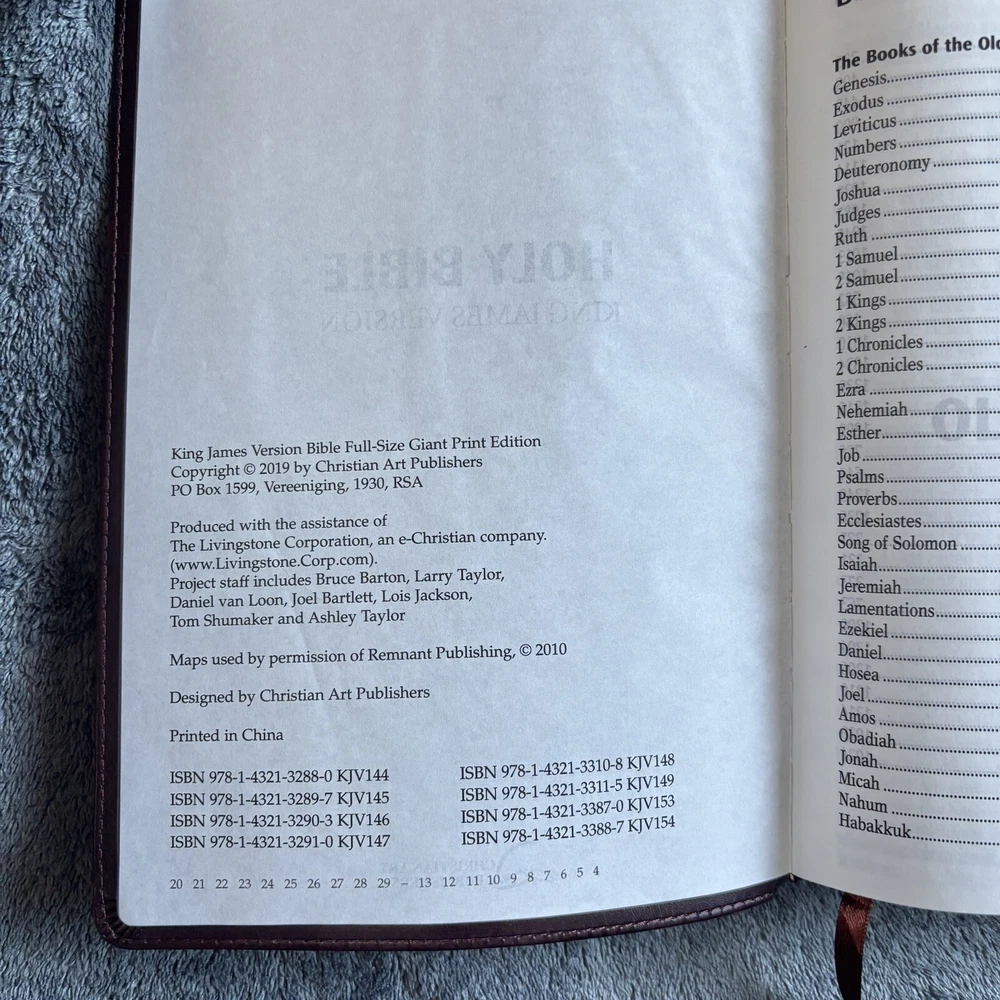 HOLY BIBLE
KING JAMES VERSION
King James Version Bible Full-Size Giant Print Edition
Copyright © 2019 by Christian Art Publishers
PO Box 1599, Vereeniging, 1930, RSA
Produced with the assistance of
The Livingstone Corporation, an e-Christian company.
(www.Livingstone.Corp.com).
Project staff includes Bruce Barton, Larry Taylor,
Daniel van Loon, Joel Bartlett, Lois Jackson,
Tom Shumaker and Ashley Taylor
Maps used by permission of Remnant Publishing, © 2010
Designed by Christian Art Publishers
Printed in China
ISBN 978-1-4321-3288-0 KJV144
ISBN 978-1-4321-3289-7 KJV145
ISBN 978-1-4321-3290-3 KJV146
ISBN 978-1-4321-3291-0 KJV147
ISBN 978-1-4321-3310-8 KJV148
ISBN 978-1-4321-3311-5 KJV149
ISBN 978-1-4321-3387-0 KJV153
ISBN 978-1-4321-3388-7 KJV154
20 21 22 23 24 25 26 27 28 29 – 13 12 11 10 9 8 7 6 5 4
The Books of the
Genesis
Exodus
Leviticus
Numbers
Deuteronomy
Joshua
Judges
Ruth
1 Samuel
2 Samuel
1 Kings
2 Kings
1 Chronicles
2 Chronicles
Ezra
Nehemiah
Esther
Job
Psalms
Proverbs
Ecclesiastes
Song of Solomon
Isaiah
Jeremiah
Lamentations
Ezekiel
Daniel
Hosea
Joel
Amos
Obadiah
Jonah
Micah
Nahum
Habakkuk